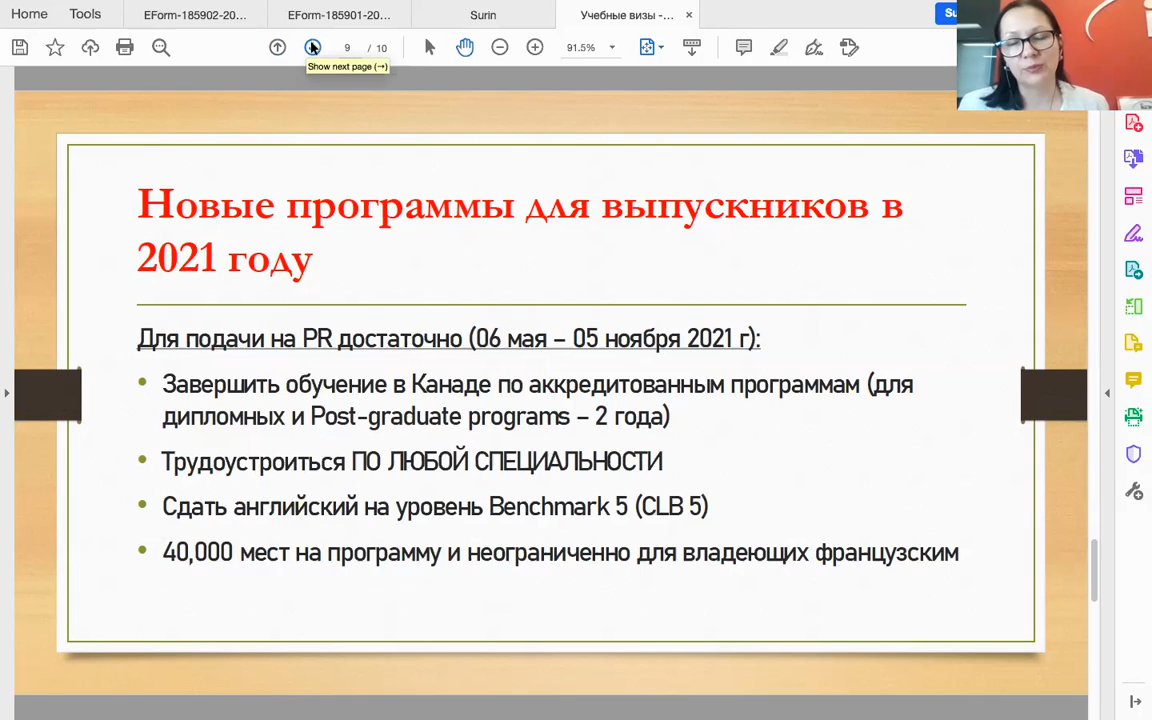 EForm-185902-20...
EForm-185901-20...
Surin
Учебные визы -...
×
Home
Tools
9 / 10
91.5%
Show next page (→)
Новые программы для выпускников в
2021 году
Для подачи на PR достаточно (06 мая – 05 ноября 2021 г):
• Завершить обучение в Канаде по аккредитованным программам (для
дипломных и Post-graduate programs – 2 года)
• Трудоустроиться ПО ЛЮБОЙ СПЕЦИАЛЬНОСТИ
• Сдать английский на уровень Benchmark 5 (CLB 5)
• 40,000 мест на программу и неограниченно для владеющих французским